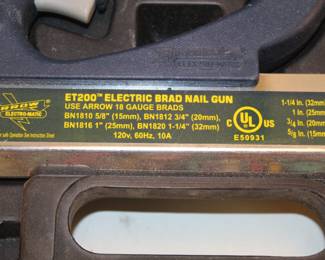 ET200™ ELECTRIC BRAD NAIL GUN
USE ARROW 18 GAUGE BRADS
BN1810 5/8" (15mm), BN1812 3/4" (20mm),
BN1816 1" (25mm), BN1820 1-1/4" (32mm)
120v, 60Hz, 10A
ARROW
ELECTRO-MATIC
C UL US
E50931
1-1/4 in. (32mm
1 in. (25mm
3/4 in. (20mm
5/8 in. (15mm